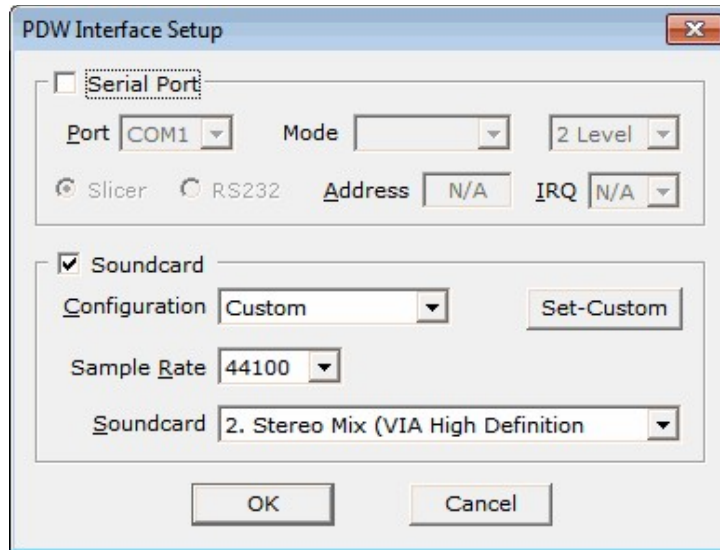 PDW Interface Setup
Serial Port
Port COM1 Mode 2 Level
Slicer RS232 Address N/A IRQ N/A
Soundcard
Configuration Custom Set-Custom
Sample Rate 44100
Soundcard 2. Stereo Mix (VIA High Definition
OK Cancel